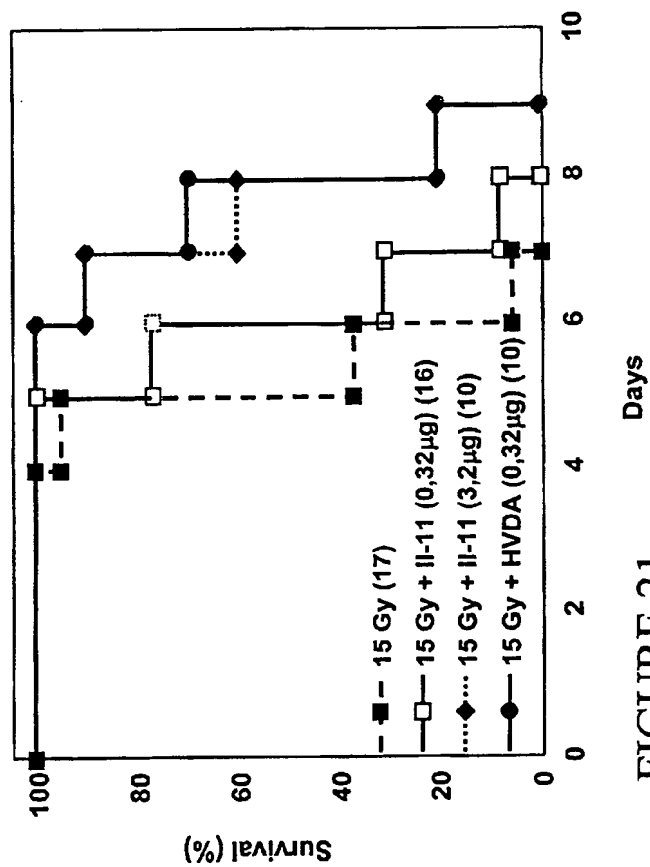 Survival (%)
100
80
60
40
20
0
15 Gy (17)
15 Gy + Il-11 (0,32µg) (16)
15 Gy + Il-11 (3,2µg) (10)
15 Gy + HVDA (0,32µg) (10)
0 2 4 6 8 10
Days
FIGURE 21